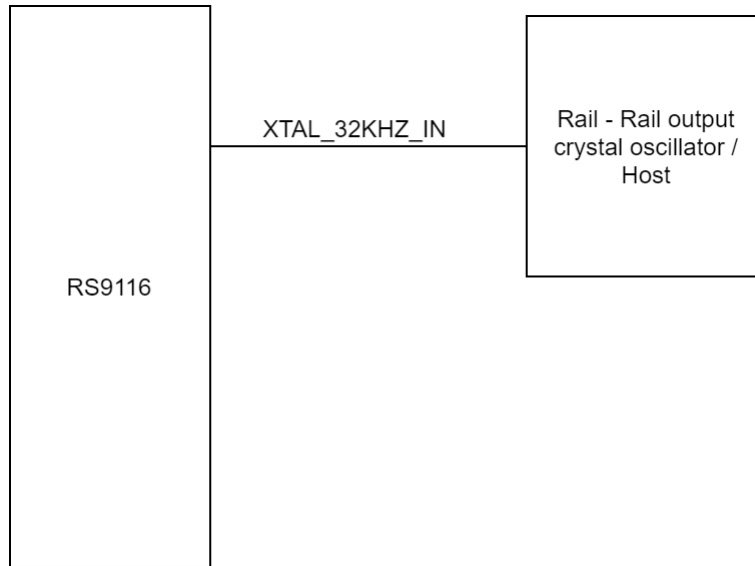 XTAL_32KHZ_IN
Rail - Rail output
crystal oscillator /
Host
RS9116